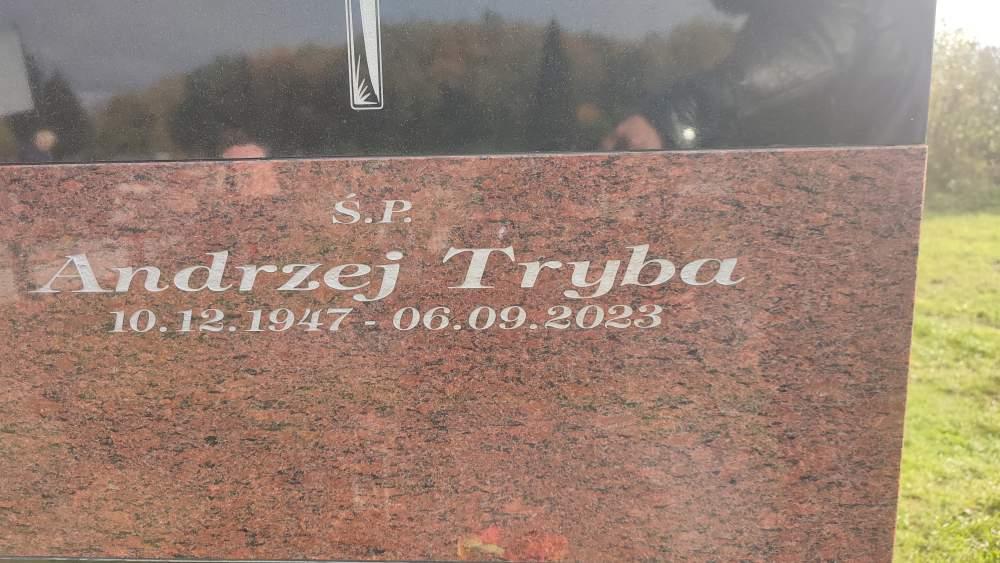 Ś.P.
Andrzej Tryba
10.12.1947 - 06.09.2023